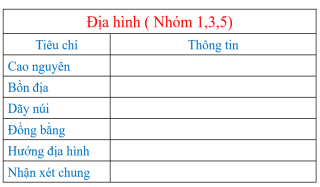 Địa hình ( Nhóm 1,3,5)
Tiêu chí Thông tin
Cao nguyên
Bồn địa
Dãy núi
Đồng bằng
Hướng địa hình
Nhận xét chung